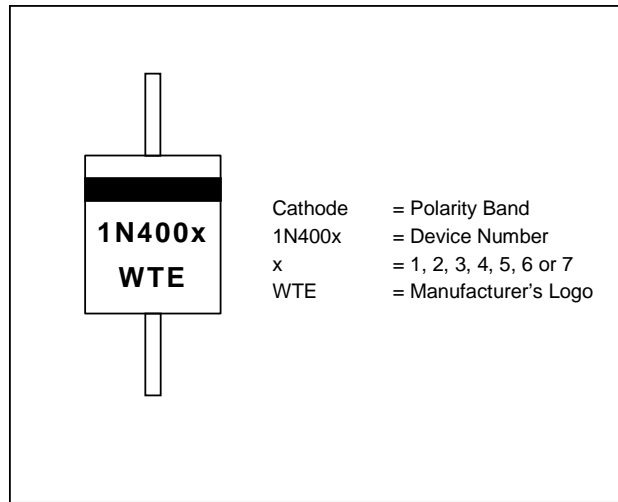 1N400x
WTE
Cathode = Polarity Band
1N400x = Device Number
x = 1, 2, 3, 4, 5, 6 or 7
WTE = Manufacturer’s Logo